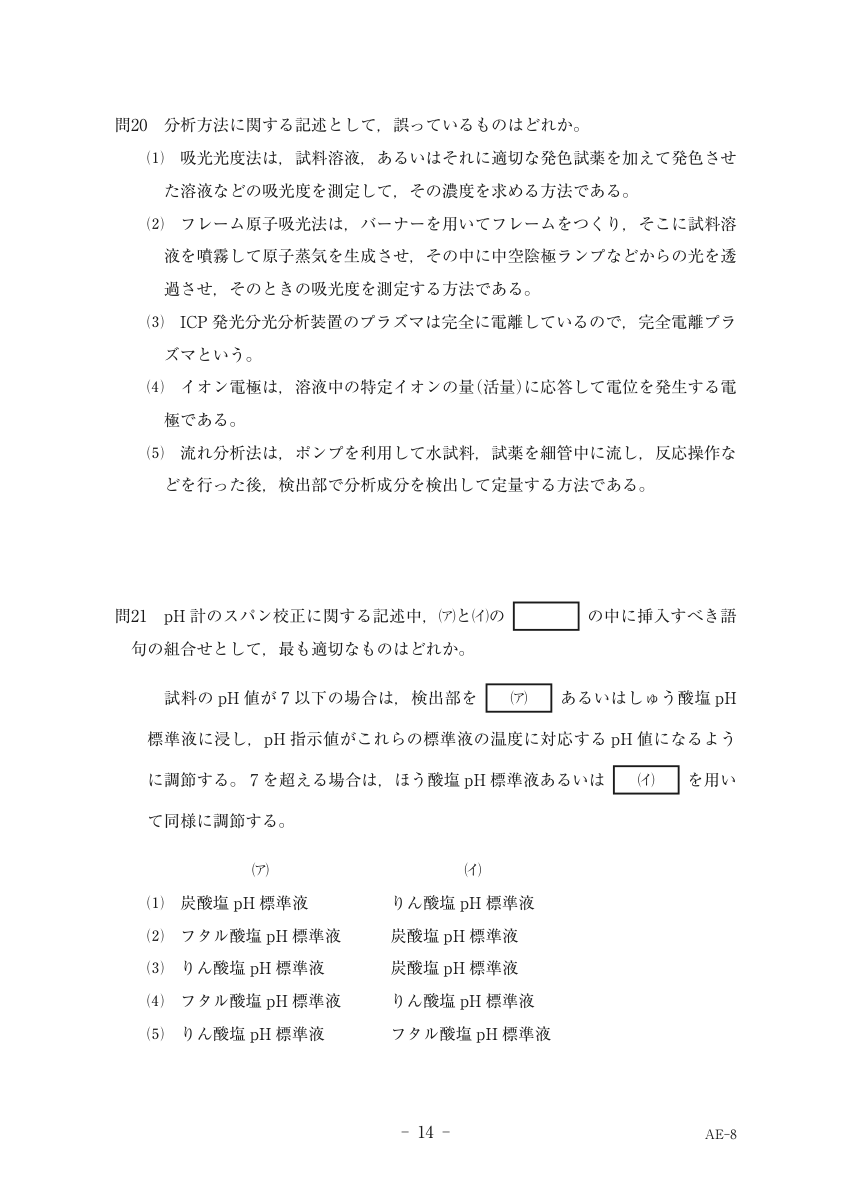 問20　分析方法に関する記述として，誤っているものはどれか。
⑴　吸光光度法は，試料溶液，あるいはそれに適切な発色試薬を加えて発色させ
た溶液などの吸光度を測定して，その濃度を求める方法である。
⑵　フレーム原子吸光法は，バーナーを用いてフレームをつくり，そこに試料溶
液を噴霧して原子蒸気を生成させ，その中に中空陰極ランプなどからの光を透
過させ，そのときの吸光度を測定する方法である。
⑶　ICP 発光分光分析装置のプラズマは完全に電離しているので，完全電離プラ
ズマという。
⑷　イオン電極は，溶液中の特定イオンの量（活量）に応答して電位を発生する電
極である。
⑸　流れ分析法は，ポンプを利用して水試料，試薬を細管中に流し，反応操作な
どを行った後，検出部で分析成分を検出して定量する方法である。
問21　pH 計のスパン校正に関する記述中，㋐と㋑の　　　　の中に挿入すべき語
句の組合せとして，最も適切なものはどれか。
試料の pH 値が 7 以下の場合は，検出部を　(ア)　あるいはしゅう酸塩 pH
標準液に浸し，pH 指示値がこれらの標準液の温度に対応する pH 値になるよう
に調節する。7 を超える場合は，ほう酸塩 pH 標準液あるいは　(イ)　を用い
て同様に調節する。
(ア)　(イ)
⑴　炭酸塩 pH 標準液　りん酸塩 pH 標準液
⑵　フタル酸塩 pH 標準液　炭酸塩 pH 標準液
⑶　りん酸塩 pH 標準液　炭酸塩 pH 標準液
⑷　フタル酸塩 pH 標準液　りん酸塩 pH 標準液
⑸　りん酸塩 pH 標準液　フタル酸塩 pH 標準液
－ 14 －
AE−8